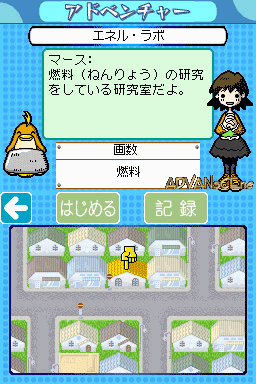 アドベンチャー
エネル・ラボ
マース:
燃料(ねんりょう)の研究
をしている研究室だよ。
画数
燃料
ADVANsCEne
はじめる
記録